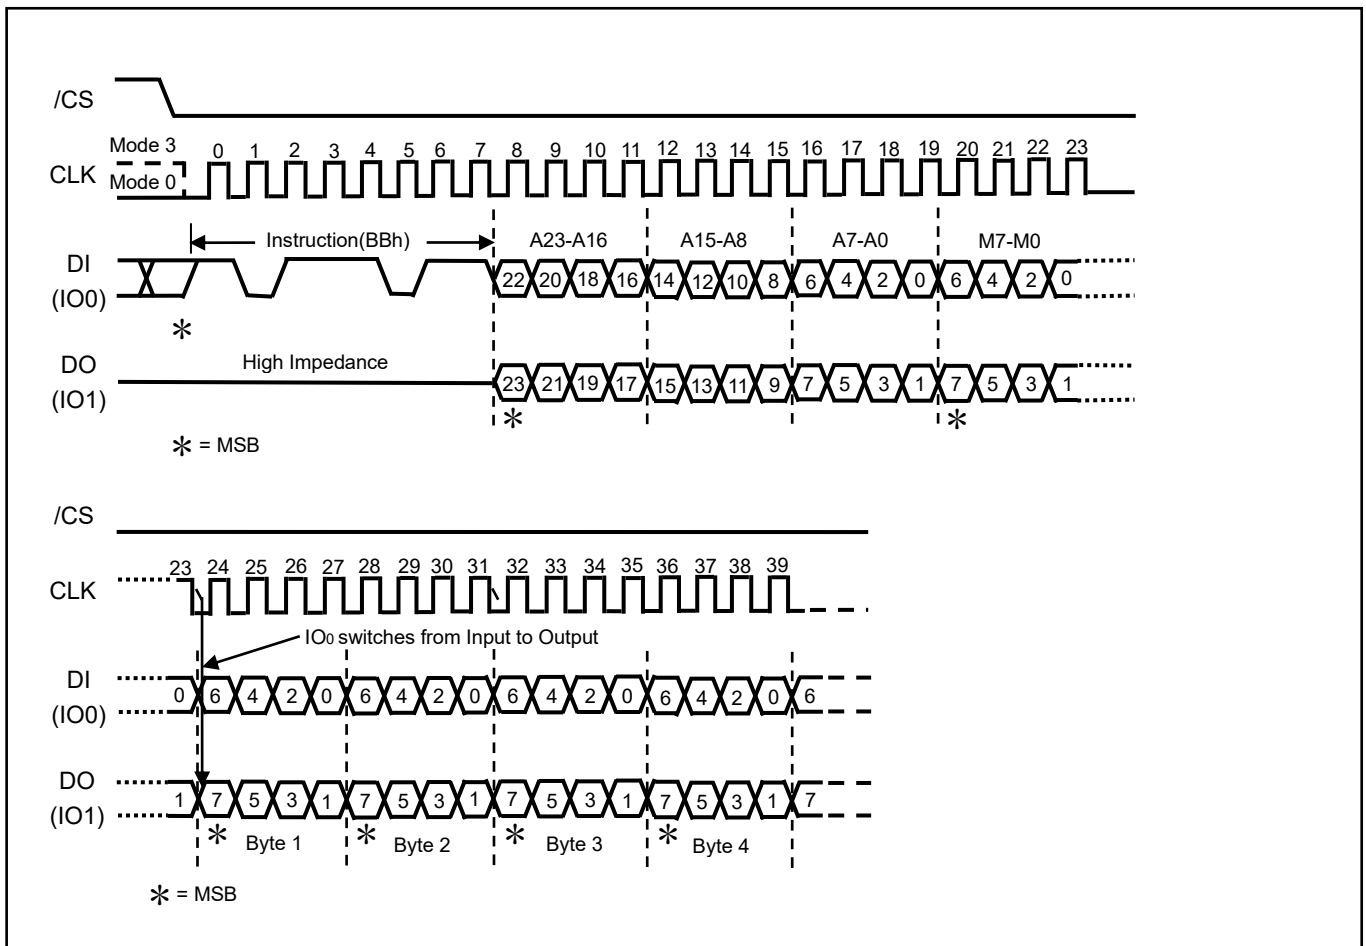 /CS
Mode 3
0 1 2 3 4 5 6 7 8 9 10 11 12 13 14 15 16 17 18 19 20 21 22 23
CLK
Mode 0
Instruction(BBh) A23-A16 A15-A8 A7-A0 M7-M0
DI
(IO0)
22 20 18 16 14 12 10 8 6 4 2 0 6 4 2 0
*
DO
(IO1)
High Impedance
23 21 19 17 15 13 11 9 7 5 3 1 7 5 3 1
* *
* = MSB
/CS
23 24 25 26 27 28 29 30 31 32 33 34 35 36 37 38 39
CLK
IO0 switches from Input to Output
DI
(IO0)
0 6 4 2 0 6 4 2 0 6 4 2 0 6 4 2 0 6
DO
(IO1)
1 7 5 3 1 7 5 3 1 7 5 3 1 7 5 3 1 7
* Byte 1 * Byte 2 * Byte 3 * Byte 4
* = MSB